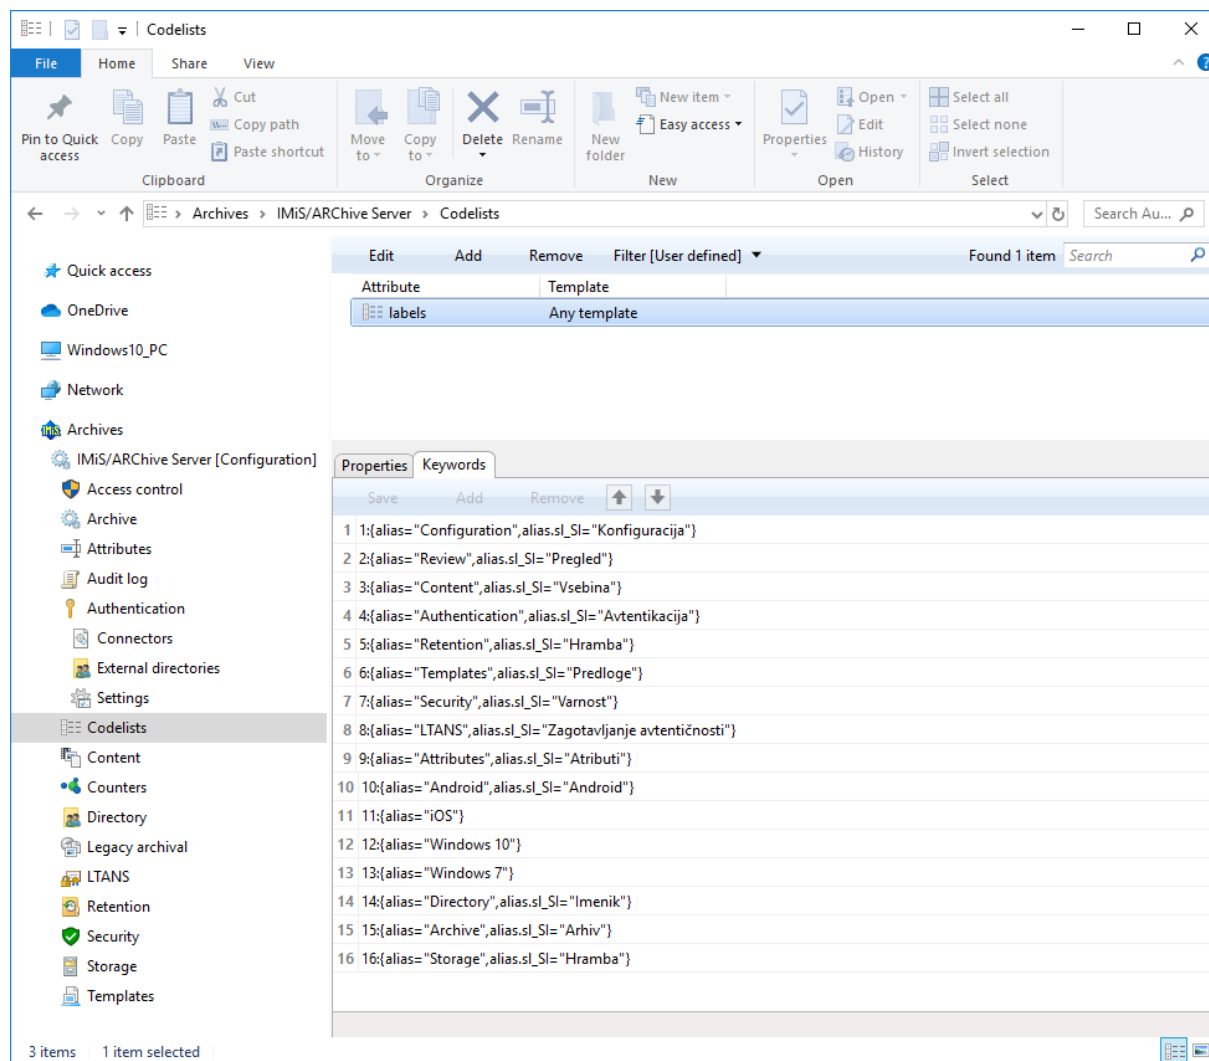 Codelists
File Home Share View
Pin to Quick access
Copy
Paste
Cut
Copy path
Paste shortcut
Clipboard
Move to
Copy to
Delete
Rename
Organize
New folder
New item
Easy access
New
Properties
Open
Edit
History
Open
Select all
Select none
Invert selection
Select
Archives > IMiS/ARChive Server > Codelists
Search Au...
Quick access
OneDrive
Windows10_PC
Network
Archives
IMiS/ARChive Server [Configuration]
Access control
Archive
Attributes
Audit log
Authentication
Connectors
External directories
Settings
Codelists
Content
Counters
Directory
Legacy archival
LTANS
Retention
Security
Storage
Templates
Edit Add Remove Filter [User defined] Found 1 item Search
Attribute Template
labels Any template
Properties Keywords
Save Add Remove
1 1:{alias="Configuration",alias.sl_SI="Konfiguracija"}
2 2:{alias="Review",alias.sl_SI="Pregled"}
3 3:{alias="Content",alias.sl_SI="Vsebina"}
4 4:{alias="Authentication",alias.sl_SI="Avtentikacija"}
5 5:{alias="Retention",alias.sl_SI="Hramba"}
6 6:{alias="Templates",alias.sl_SI="Predloge"}
7 7:{alias="Security",alias.sl_SI="Varnost"}
8 8:{alias="LTANS",alias.sl_SI="Zagotavljanje avtentičnosti"}
9 9:{alias="Attributes",alias.sl_SI="Atributi"}
10 10:{alias="Android",alias.sl_SI="Android"}
11 11:{alias="iOS"}
12 12:{alias="Windows 10"}
13 13:{alias="Windows 7"}
14 14:{alias="Directory",alias.sl_SI="Imenik"}
15 15:{alias="Archive",alias.sl_SI="Arhiv"}
16 16:{alias="Storage",alias.sl_SI="Hramba"}
3 items 1 item selected